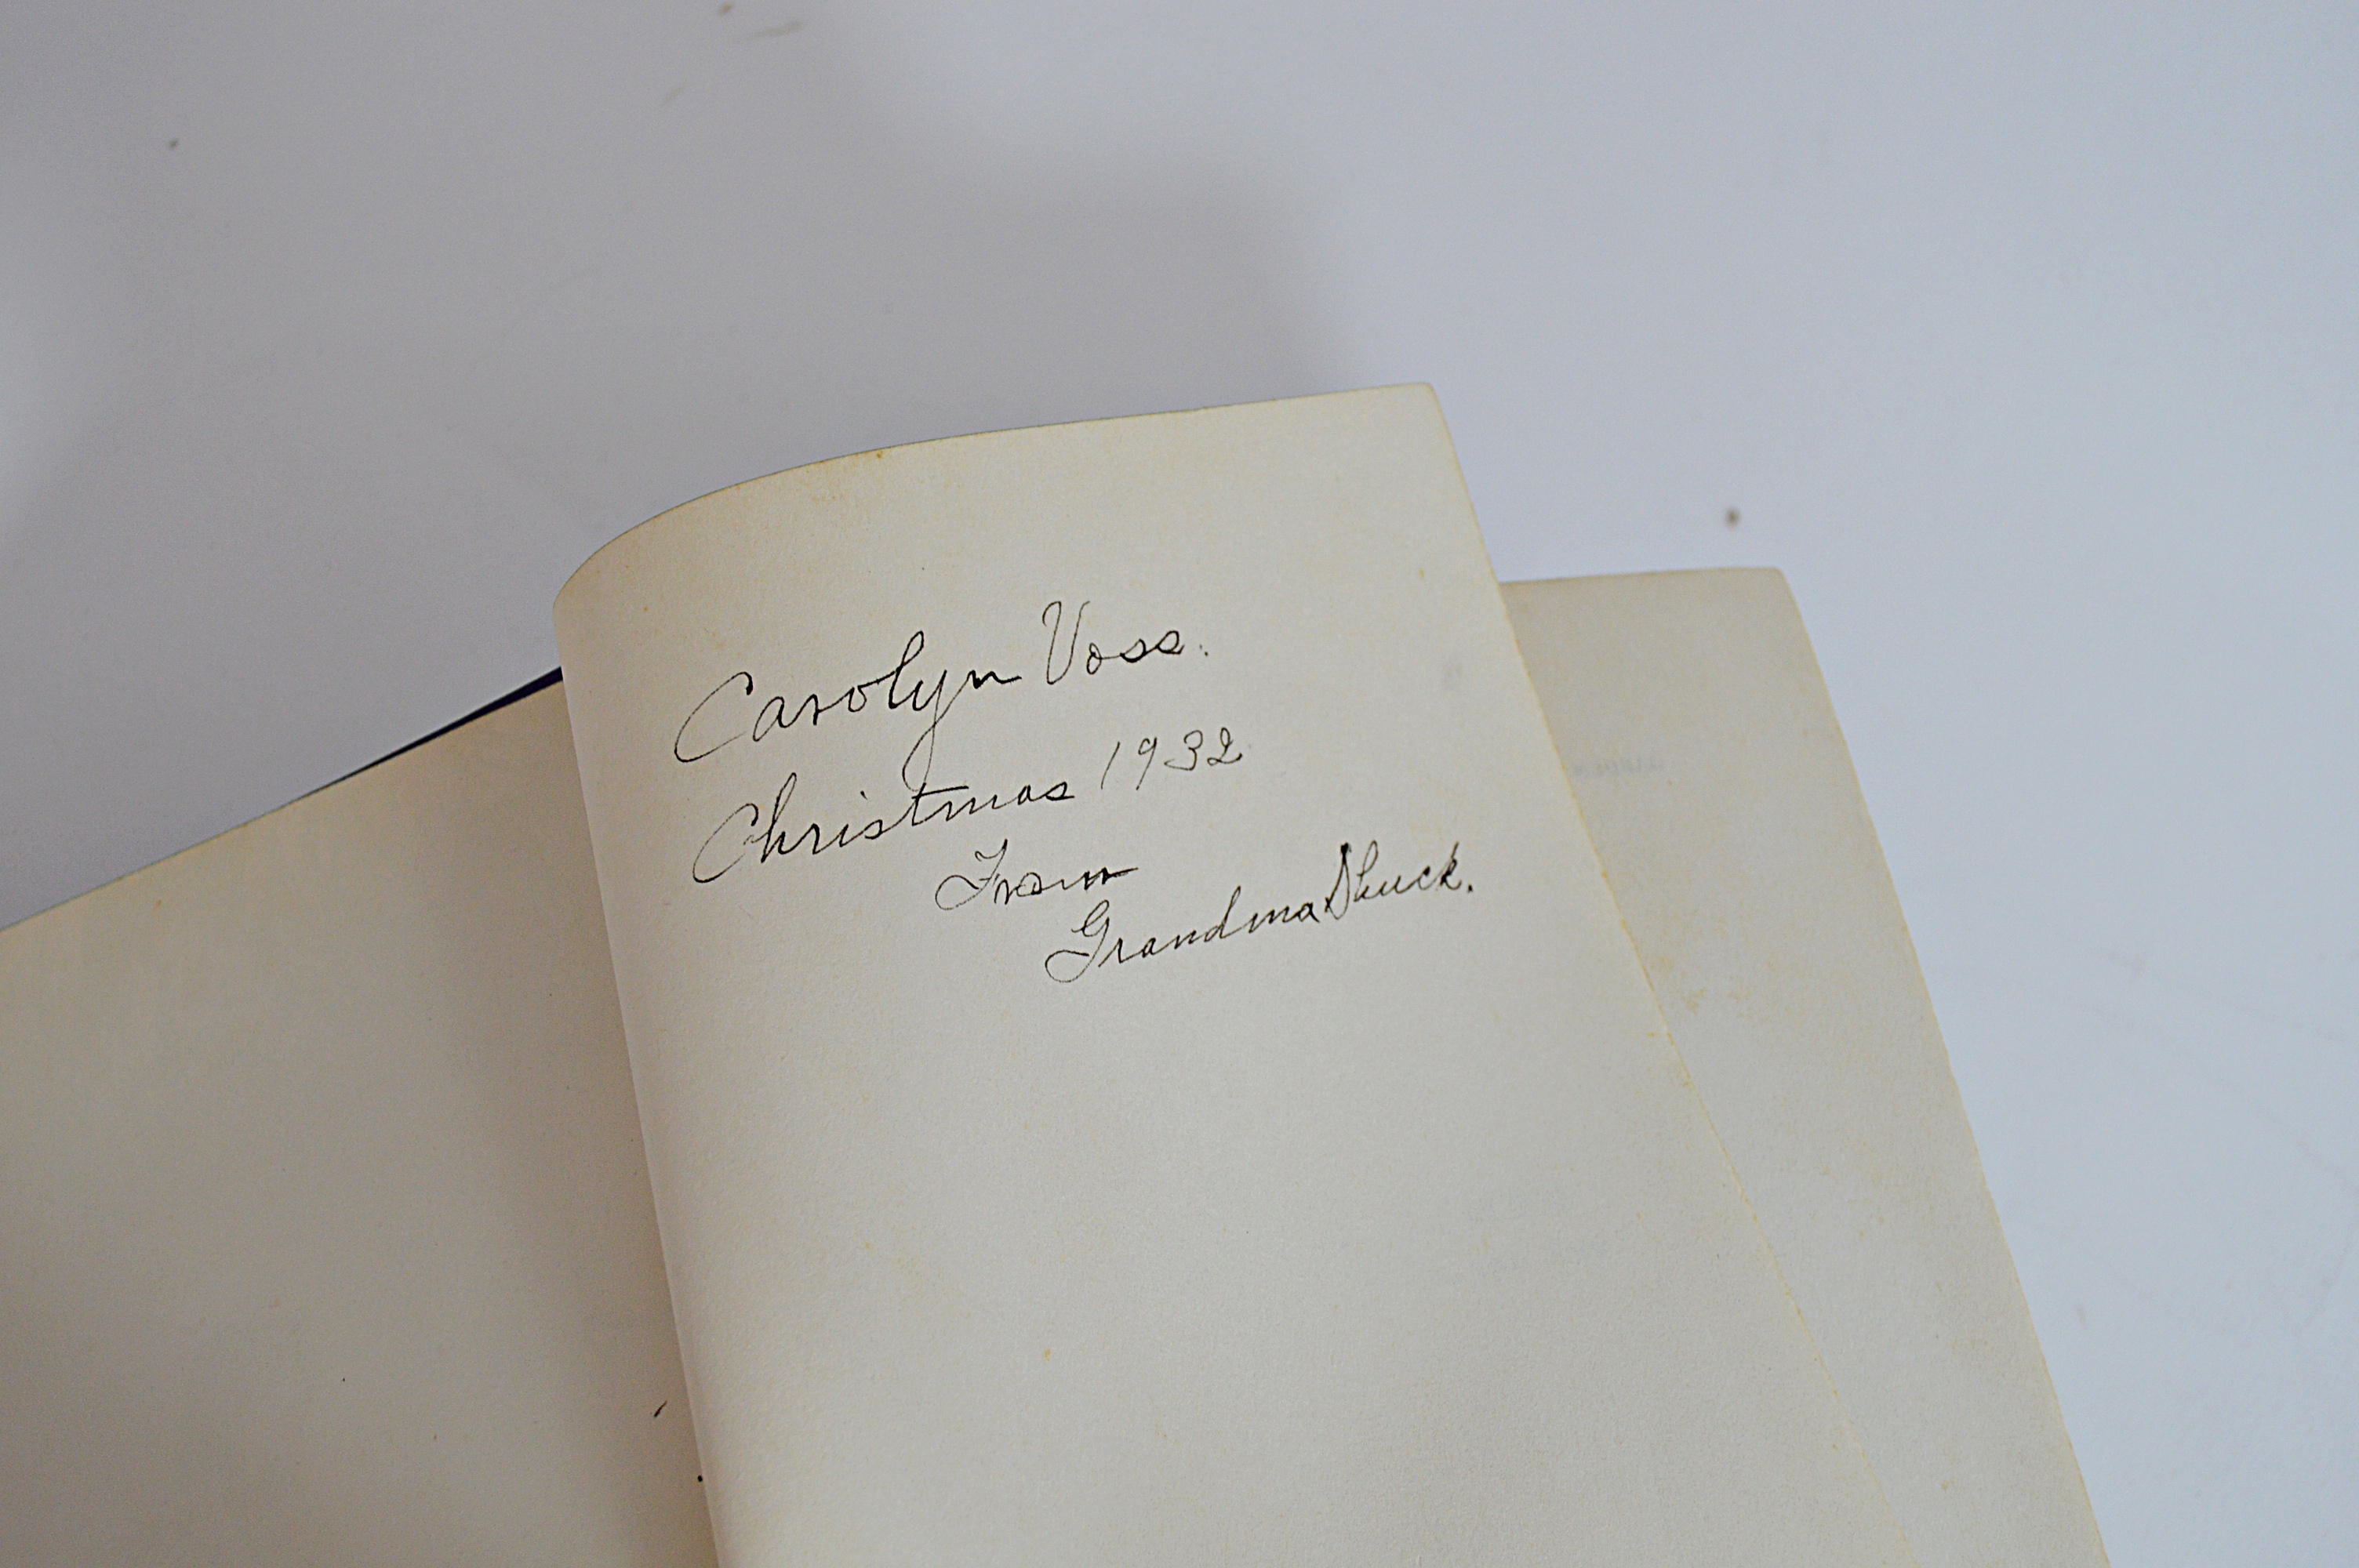 Carolyn Voss.
Christmas 1932
From
Grandma Shuck.